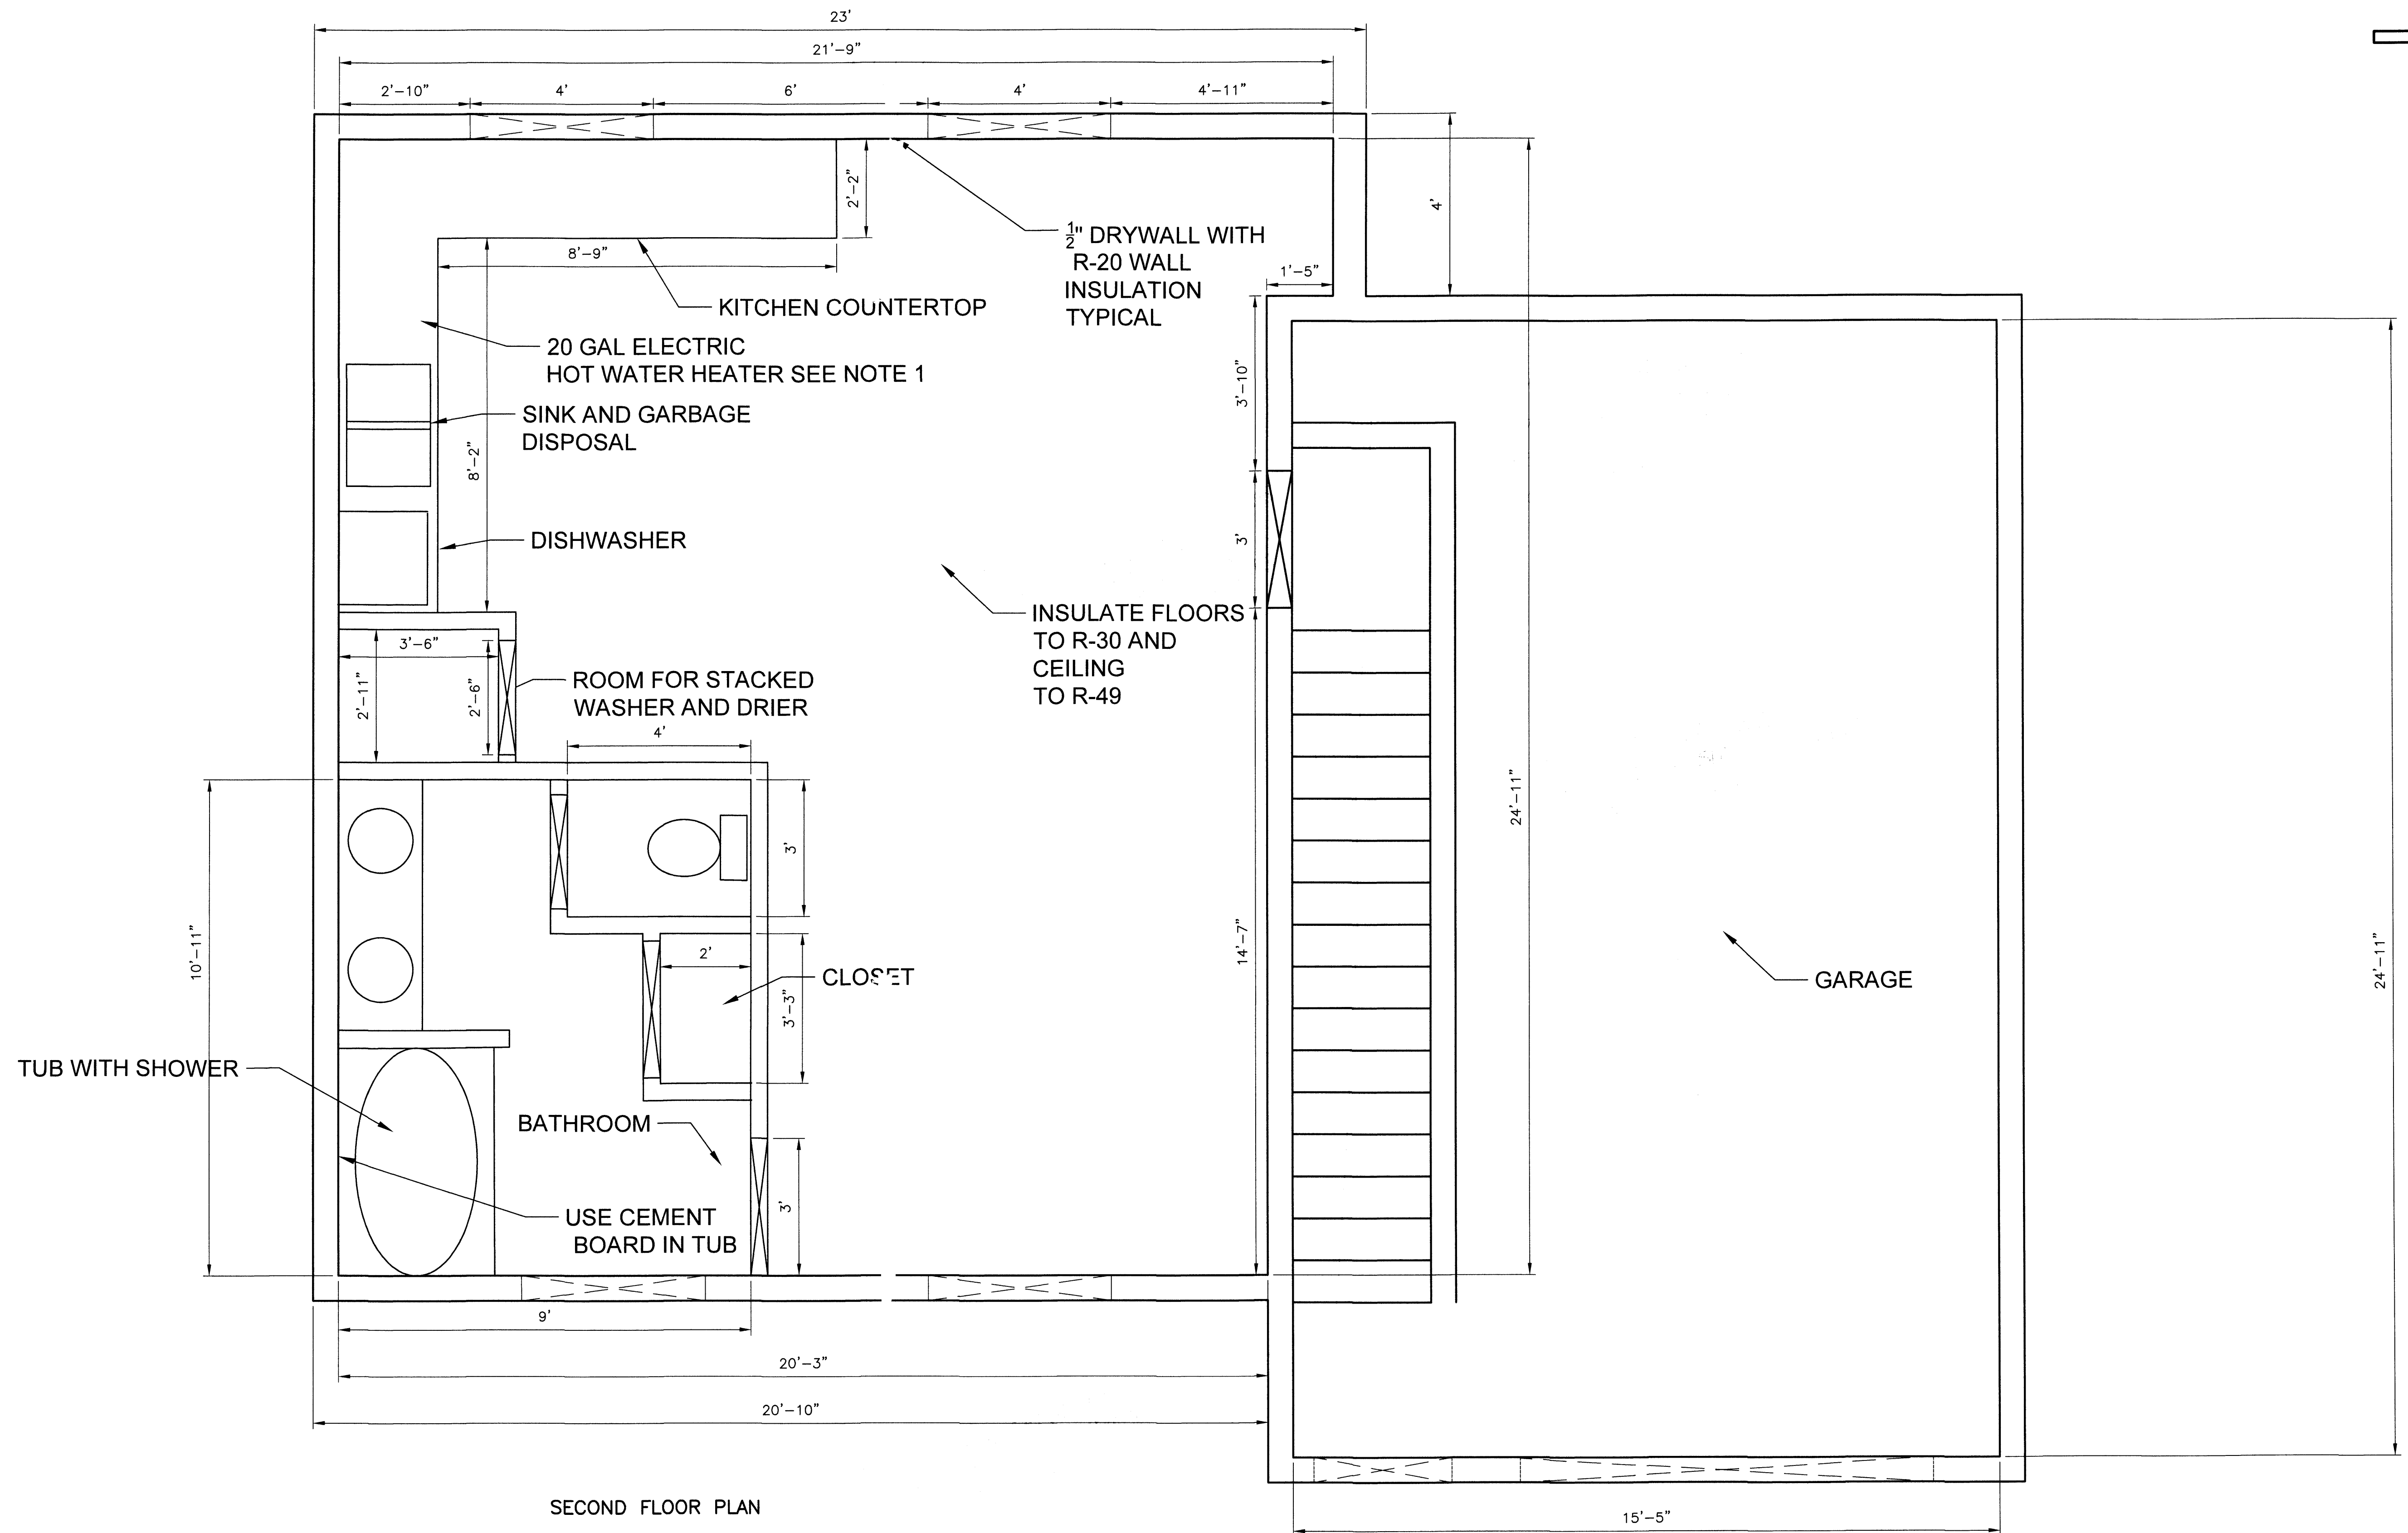 23'
21'-9"
2'-10"
4'
6'
4'
4'-11"
2'-2"
4'
8'-9"
1/2" DRYWALL WITH
R-20 WALL
INSULATION
TYPICAL
1'-5"
KITCHEN COUNTERTOP
20 GAL ELECTRIC
HOT WATER HEATER SEE NOTE 1
3'-10"
SINK AND GARBAGE
DISPOSAL
8'-2"
DISHWASHER
3'
INSULATE FLOORS
TO R-30 AND
CEILING
TO R-49
3'-6"
2'-11"
2'-6"
ROOM FOR STACKED
WASHER AND DRIER
4'
24'-11"
3'
10'-11"
2'
CLOSET
3'-3"
14'-7"
GARAGE
24'-11"
TUB WITH SHOWER
BATHROOM
USE CEMENT
BOARD IN TUB
3'
9'
20'-3"
20'-10"
SECOND FLOOR PLAN
15'-5"